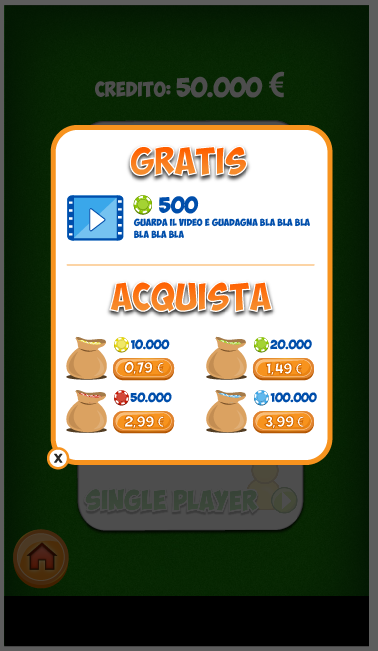 CREDITO: 50.000 €
GRATIS
500
GUARDA IL VIDEO E GUADAGNA BLA BLA BLA
BLA BLA BLA
ACQUISTA
10.000
0,79 €
20.000
1,49 €
50.000
2,99 €
100.000
3,99 €
X
SINGLE PLAYER